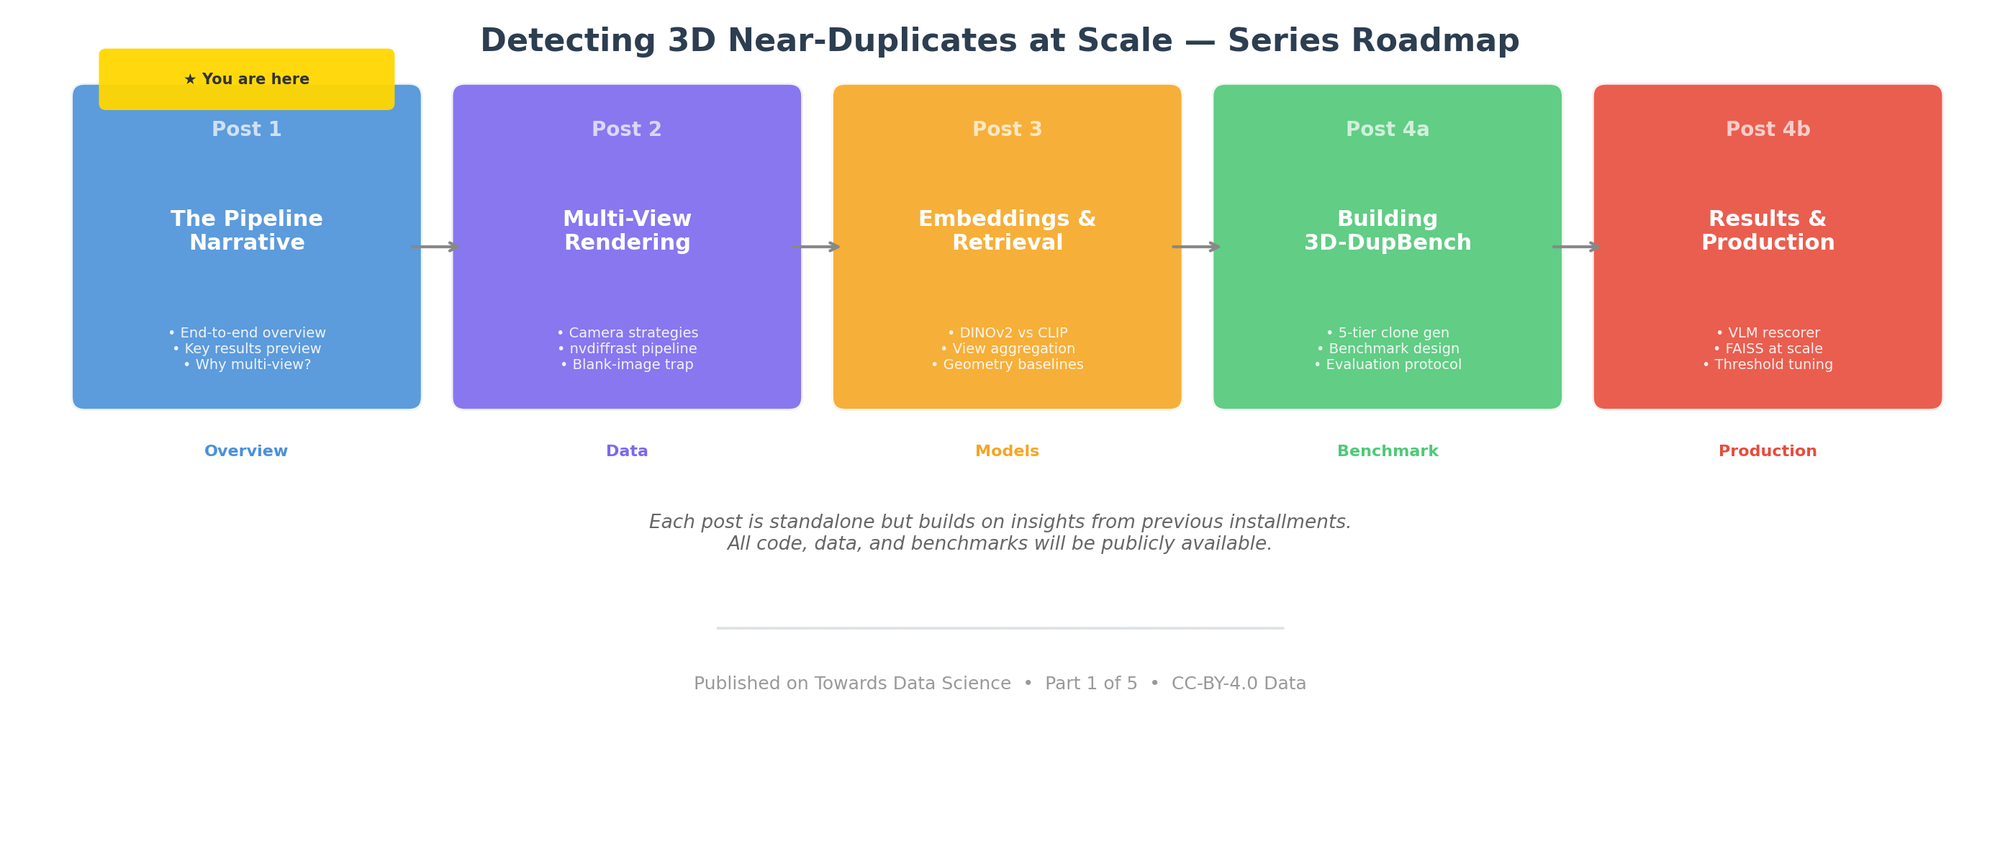 Detecting 3D Near-Duplicates at Scale — Series Roadmap
★ You are here
Post 1
The Pipeline
Narrative
• End-to-end overview
• Key results preview
• Why multi-view?
Overview
Post 2
Multi-View
Rendering
• Camera strategies
• nvdiffrast pipeline
• Blank-image trap
Data
Post 3
Embeddings &
Retrieval
• DINOv2 vs CLIP
• View aggregation
• Geometry baselines
Models
Post 4a
Building
3D-DupBench
• 5-tier clone gen
• Benchmark design
• Evaluation protocol
Benchmark
Post 4b
Results &
Production
• VLM rescorer
• FAISS at scale
• Threshold tuning
Production
Each post is standalone but builds on insights from previous installments.
All code, data, and benchmarks will be publicly available.
Published on Towards Data Science • Part 1 of 5 • CC-BY-4.0 Data